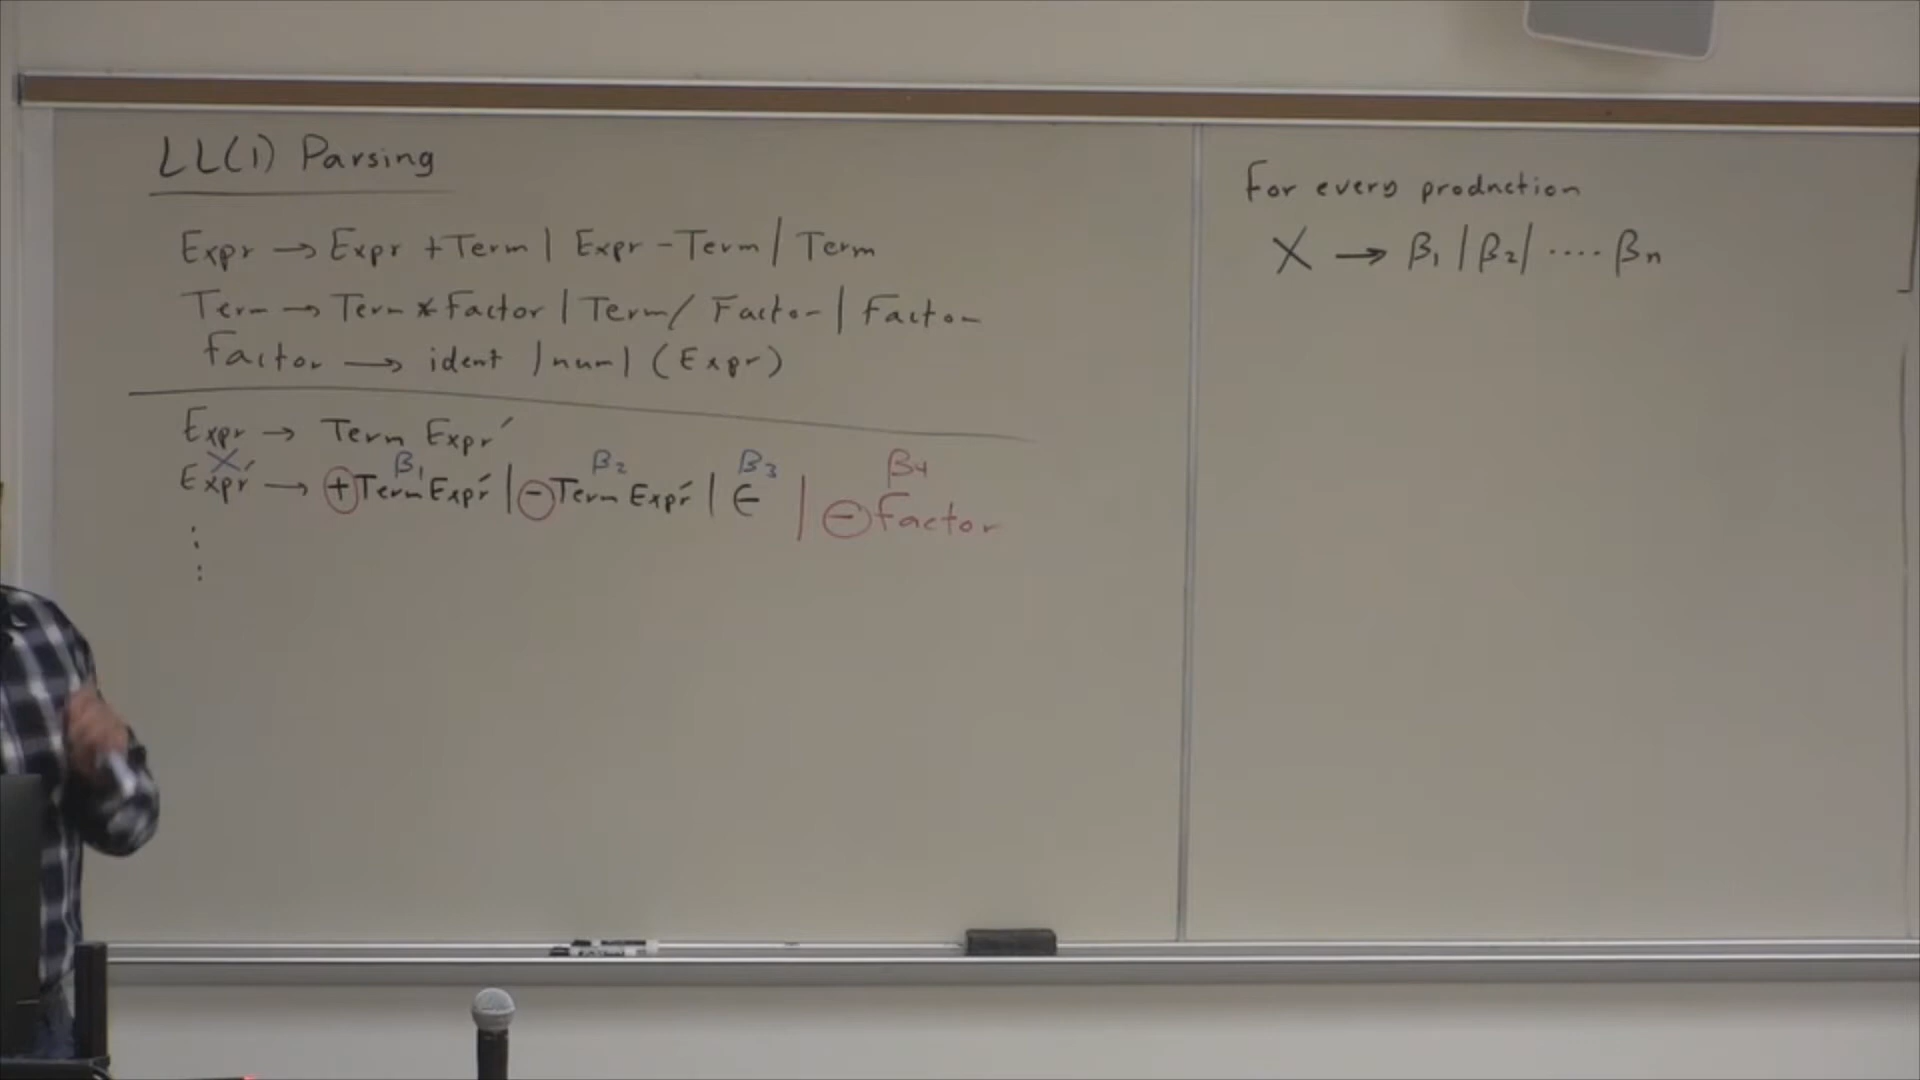 LL(1) Parsing
Expr → Expr + Term | Expr - Term | Term
Term → Term * Factor | Term / Factor | Factor
Factor → ident | num | (Expr)
Expr → Term Expr'
X β1 β2 β3 β4
Expr' → + Term Expr' | - Term Expr' | ϵ | - Factor
⋮
For every production
X → β1 | β2 | .... βn